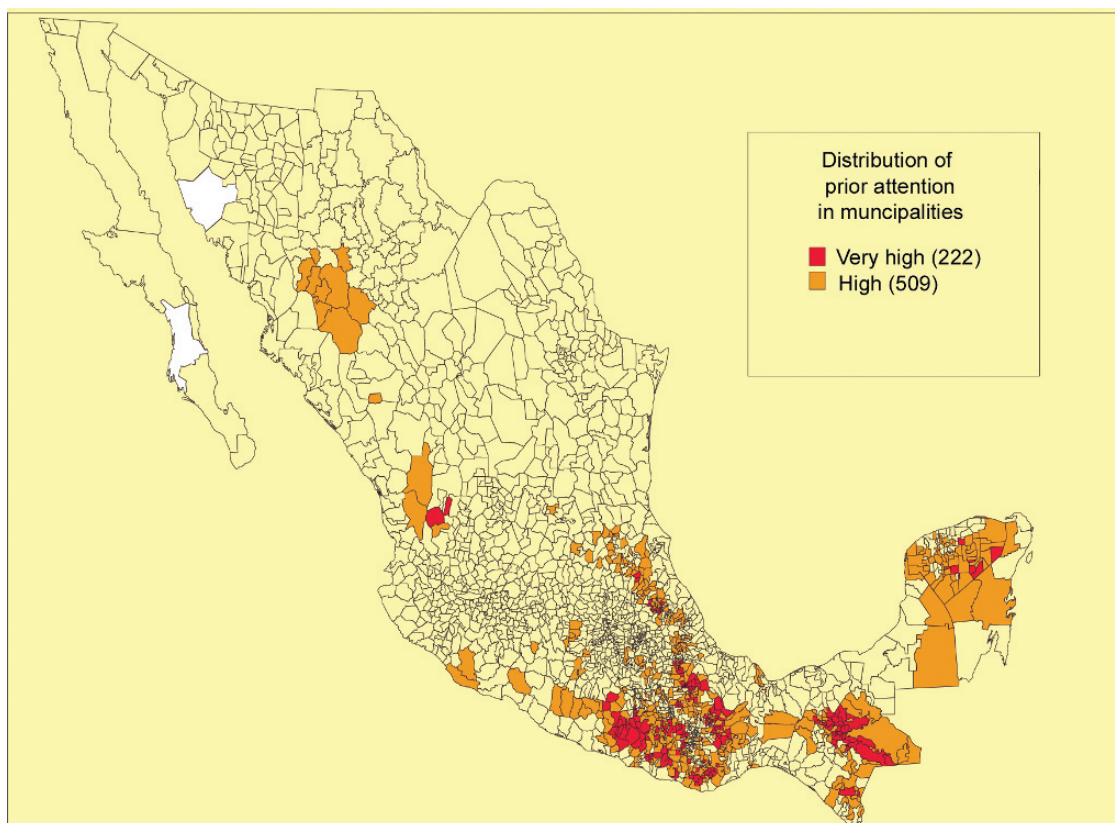 Distribution of
prior attention
in muncipalities
Very high (222)
High (509)